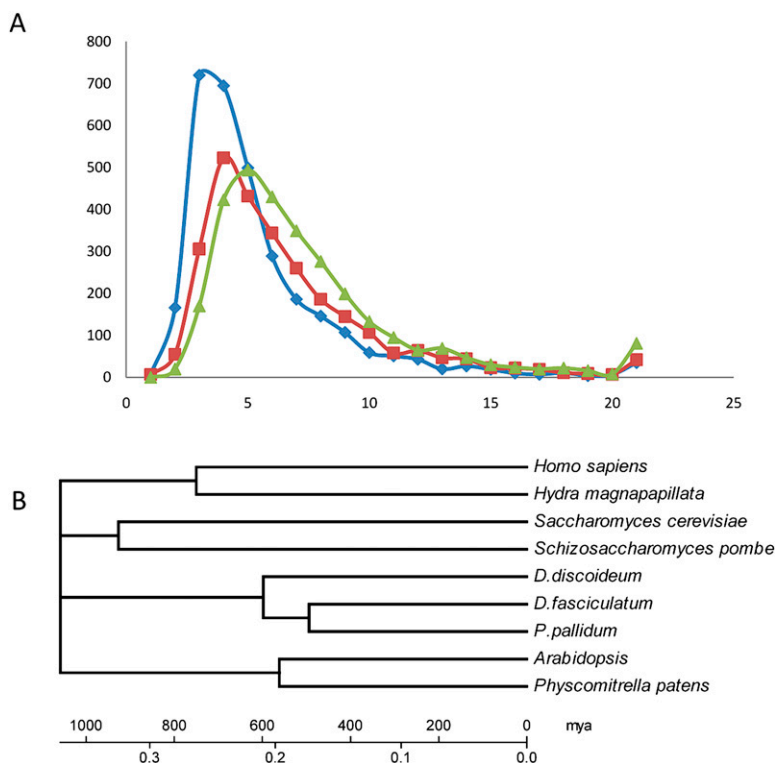 A
800
700
600
500
400
300
200
100
0
0 5 10 15 20 25
B
Homo sapiens
Hydra magnapapillata
Saccharomyces cerevisiae
Schizosaccharomyces pombe
D.discoideum
D.fasciculatum
P.pallidum
Arabidopsis
Physcomitrella patens
1000 800 600 400 200 0 mya
0.3 0.2 0.1 0.0